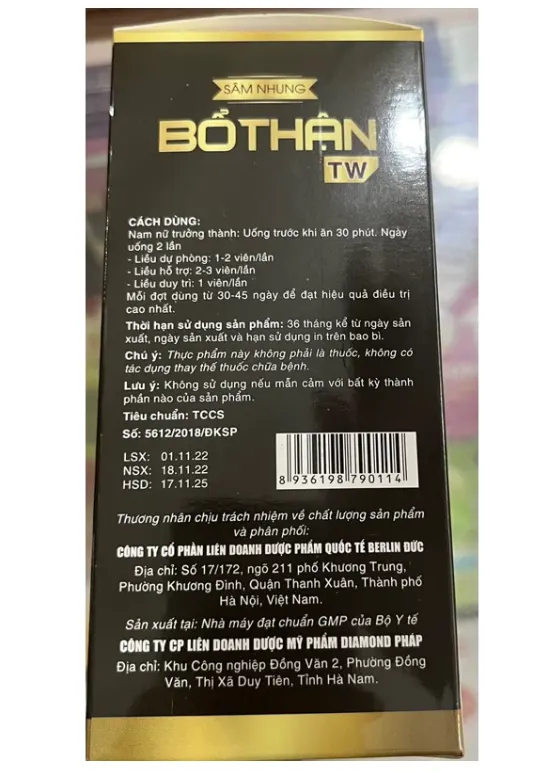 SÂM NHUNG
BỔ THẬN
TW
CÁCH DÙNG:
Nam nữ trưởng thành: Uống trước khi ăn 30 phút. Ngày
uống 2 lần
- Liều dự phòng: 1-2 viên/lần
- Liều hỗ trợ: 2-3 viên/lần
- Liều duy trì: 1 viên/lần
Mỗi đợt dùng từ 30-45 ngày để đạt hiệu quả điều trị
cao nhất.
Thời hạn sử dụng sản phẩm: 36 tháng kể từ ngày sản
xuất, ngày sản xuất và hạn sử dụng in trên bao bì.
Chú ý: Thực phẩm này không phải là thuốc, không có
tác dụng thay thế thuốc chữa bệnh.
Lưu ý: Không sử dụng nếu mẫn cảm với bất kỳ thành
phần nào của sản phẩm.
Tiêu chuẩn: TCCS
Số: 5612/2018/ĐKSP
LSX: 01.11.22
NSX: 18.11.22
HSD: 17.11.25
8 936198 790114
Thương nhân chịu trách nhiệm về chất lượng sản phẩm
và phân phối:
CÔNG TY CỔ PHẦN LIÊN DOANH DƯỢC PHẨM QUỐC TẾ BERLIN ĐỨC
Địa chỉ: Số 17/172, ngõ 211 phố Khương Trung,
Phường Khương Đình, Quận Thanh Xuân, Thành phố
Hà Nội, Việt Nam.
Sản xuất tại: Nhà máy đạt chuẩn GMP của Bộ Y tế
CÔNG TY CP LIÊN DOANH DƯỢC MỸ PHẨM DIAMOND PHÁP
Địa chỉ: Khu Công nghiệp Đồng Văn 2, Phường Đồng
Văn, Thị Xã Duy Tiên, Tỉnh Hà Nam.